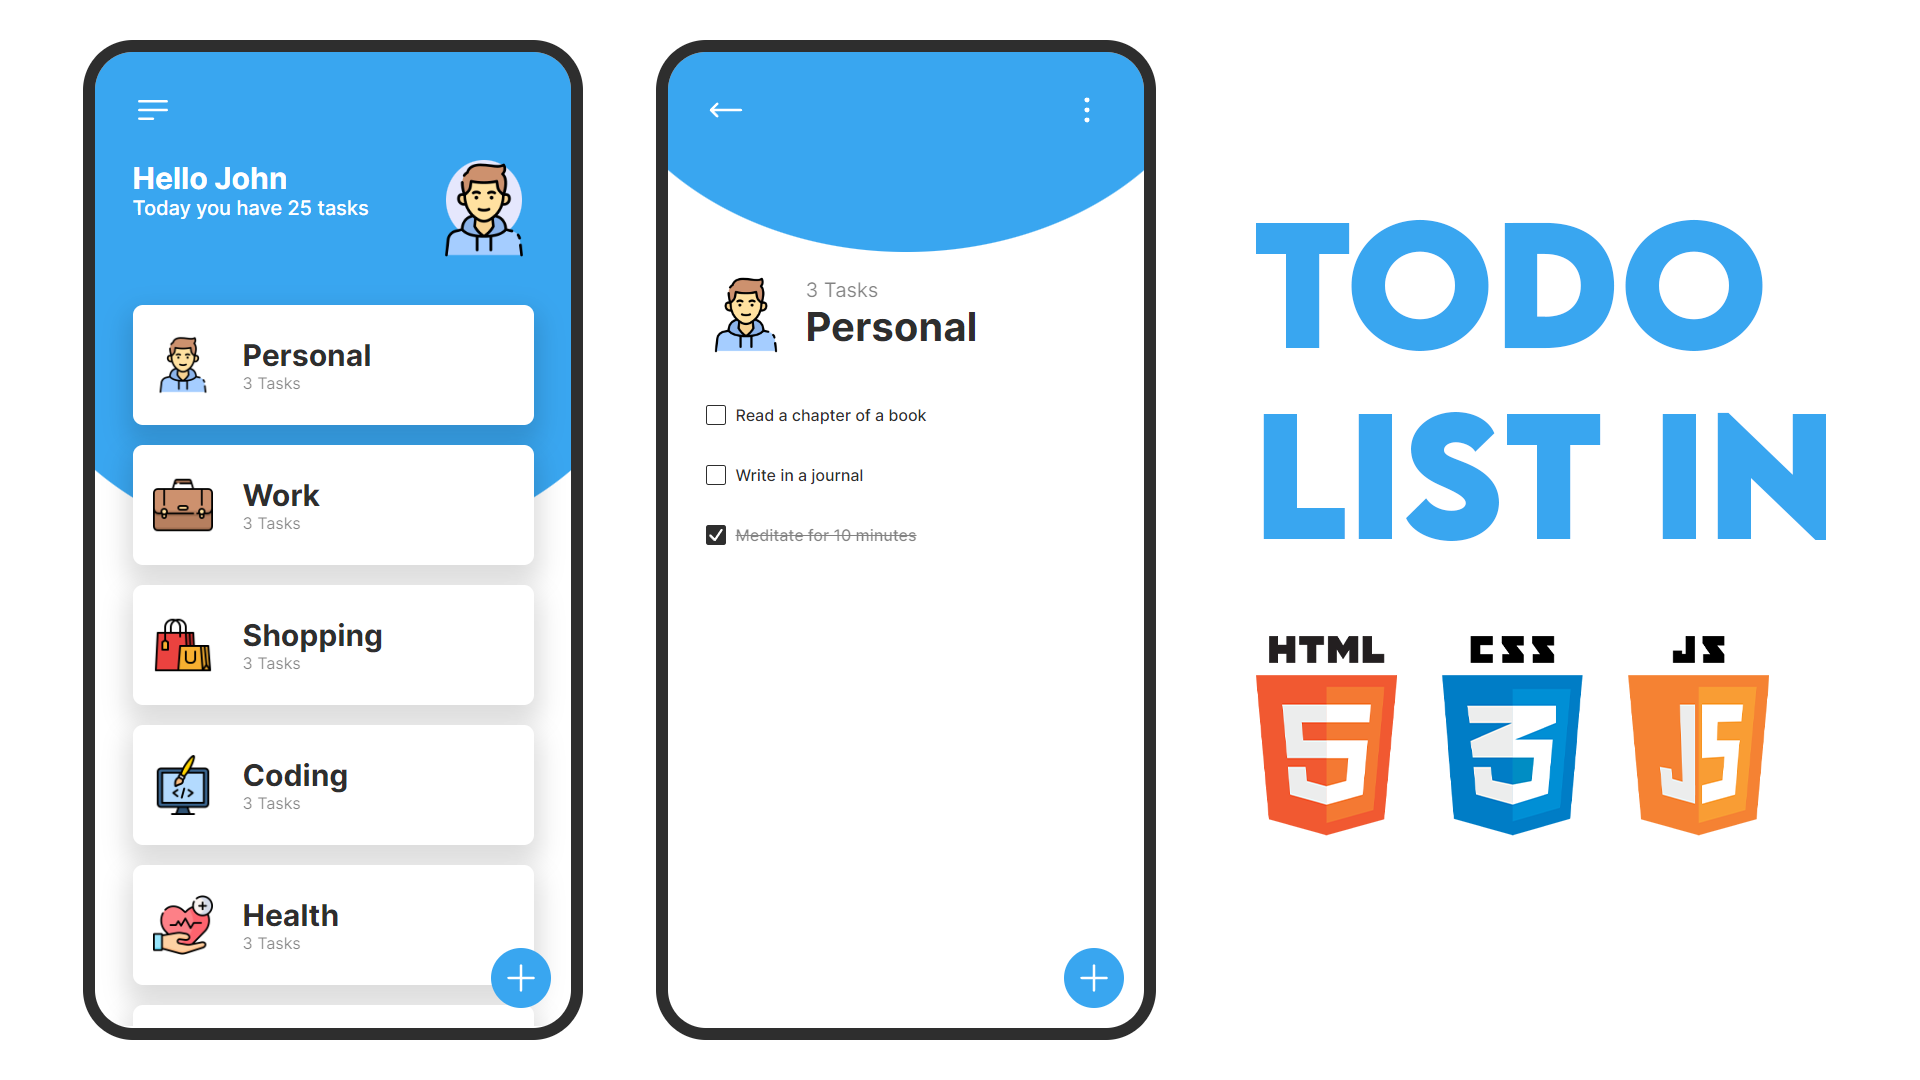 Hello John
Today you have 25 tasks
Personal
3 Tasks
Work
3 Tasks
Shopping
3 Tasks
Coding
3 Tasks
</>
Health
3 Tasks
3 Tasks
Personal
Read a chapter of a book
Write in a journal
Meditate for 10 minutes
TODO
LIST IN
HTML CSS JS
5 3 JS